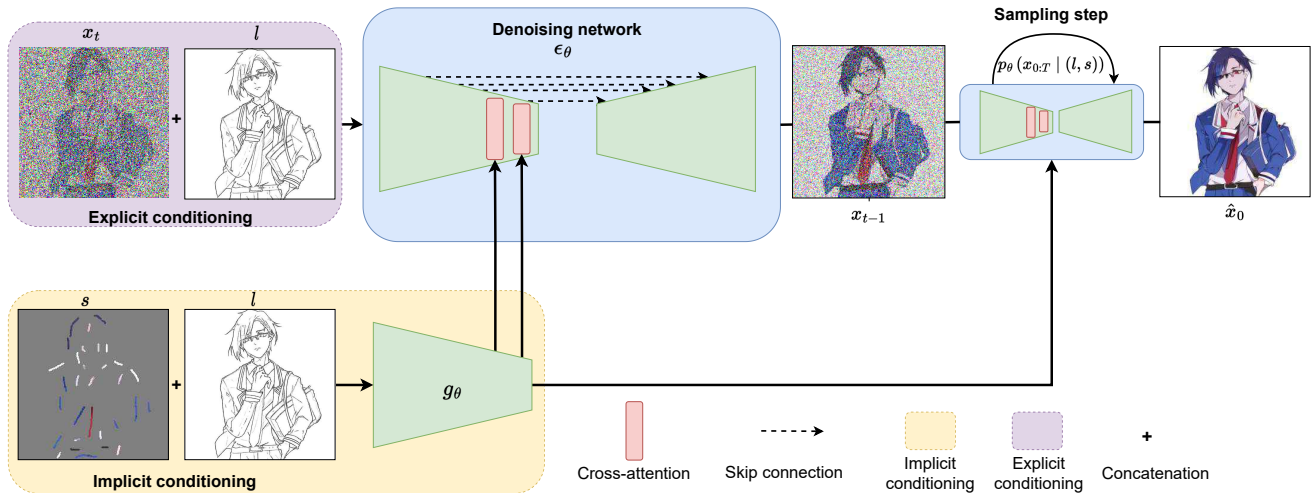 x_t
l
Explicit conditioning
Denoising network
ϵ_θ
x_{t−1}
Sampling step
p_θ (x_{0:T} | (l, s))
x̂_0
s
l
Implicit conditioning
g_θ
Cross-attention
Skip connection
Implicit
conditioning
Explicit
conditioning
+
Concatenation